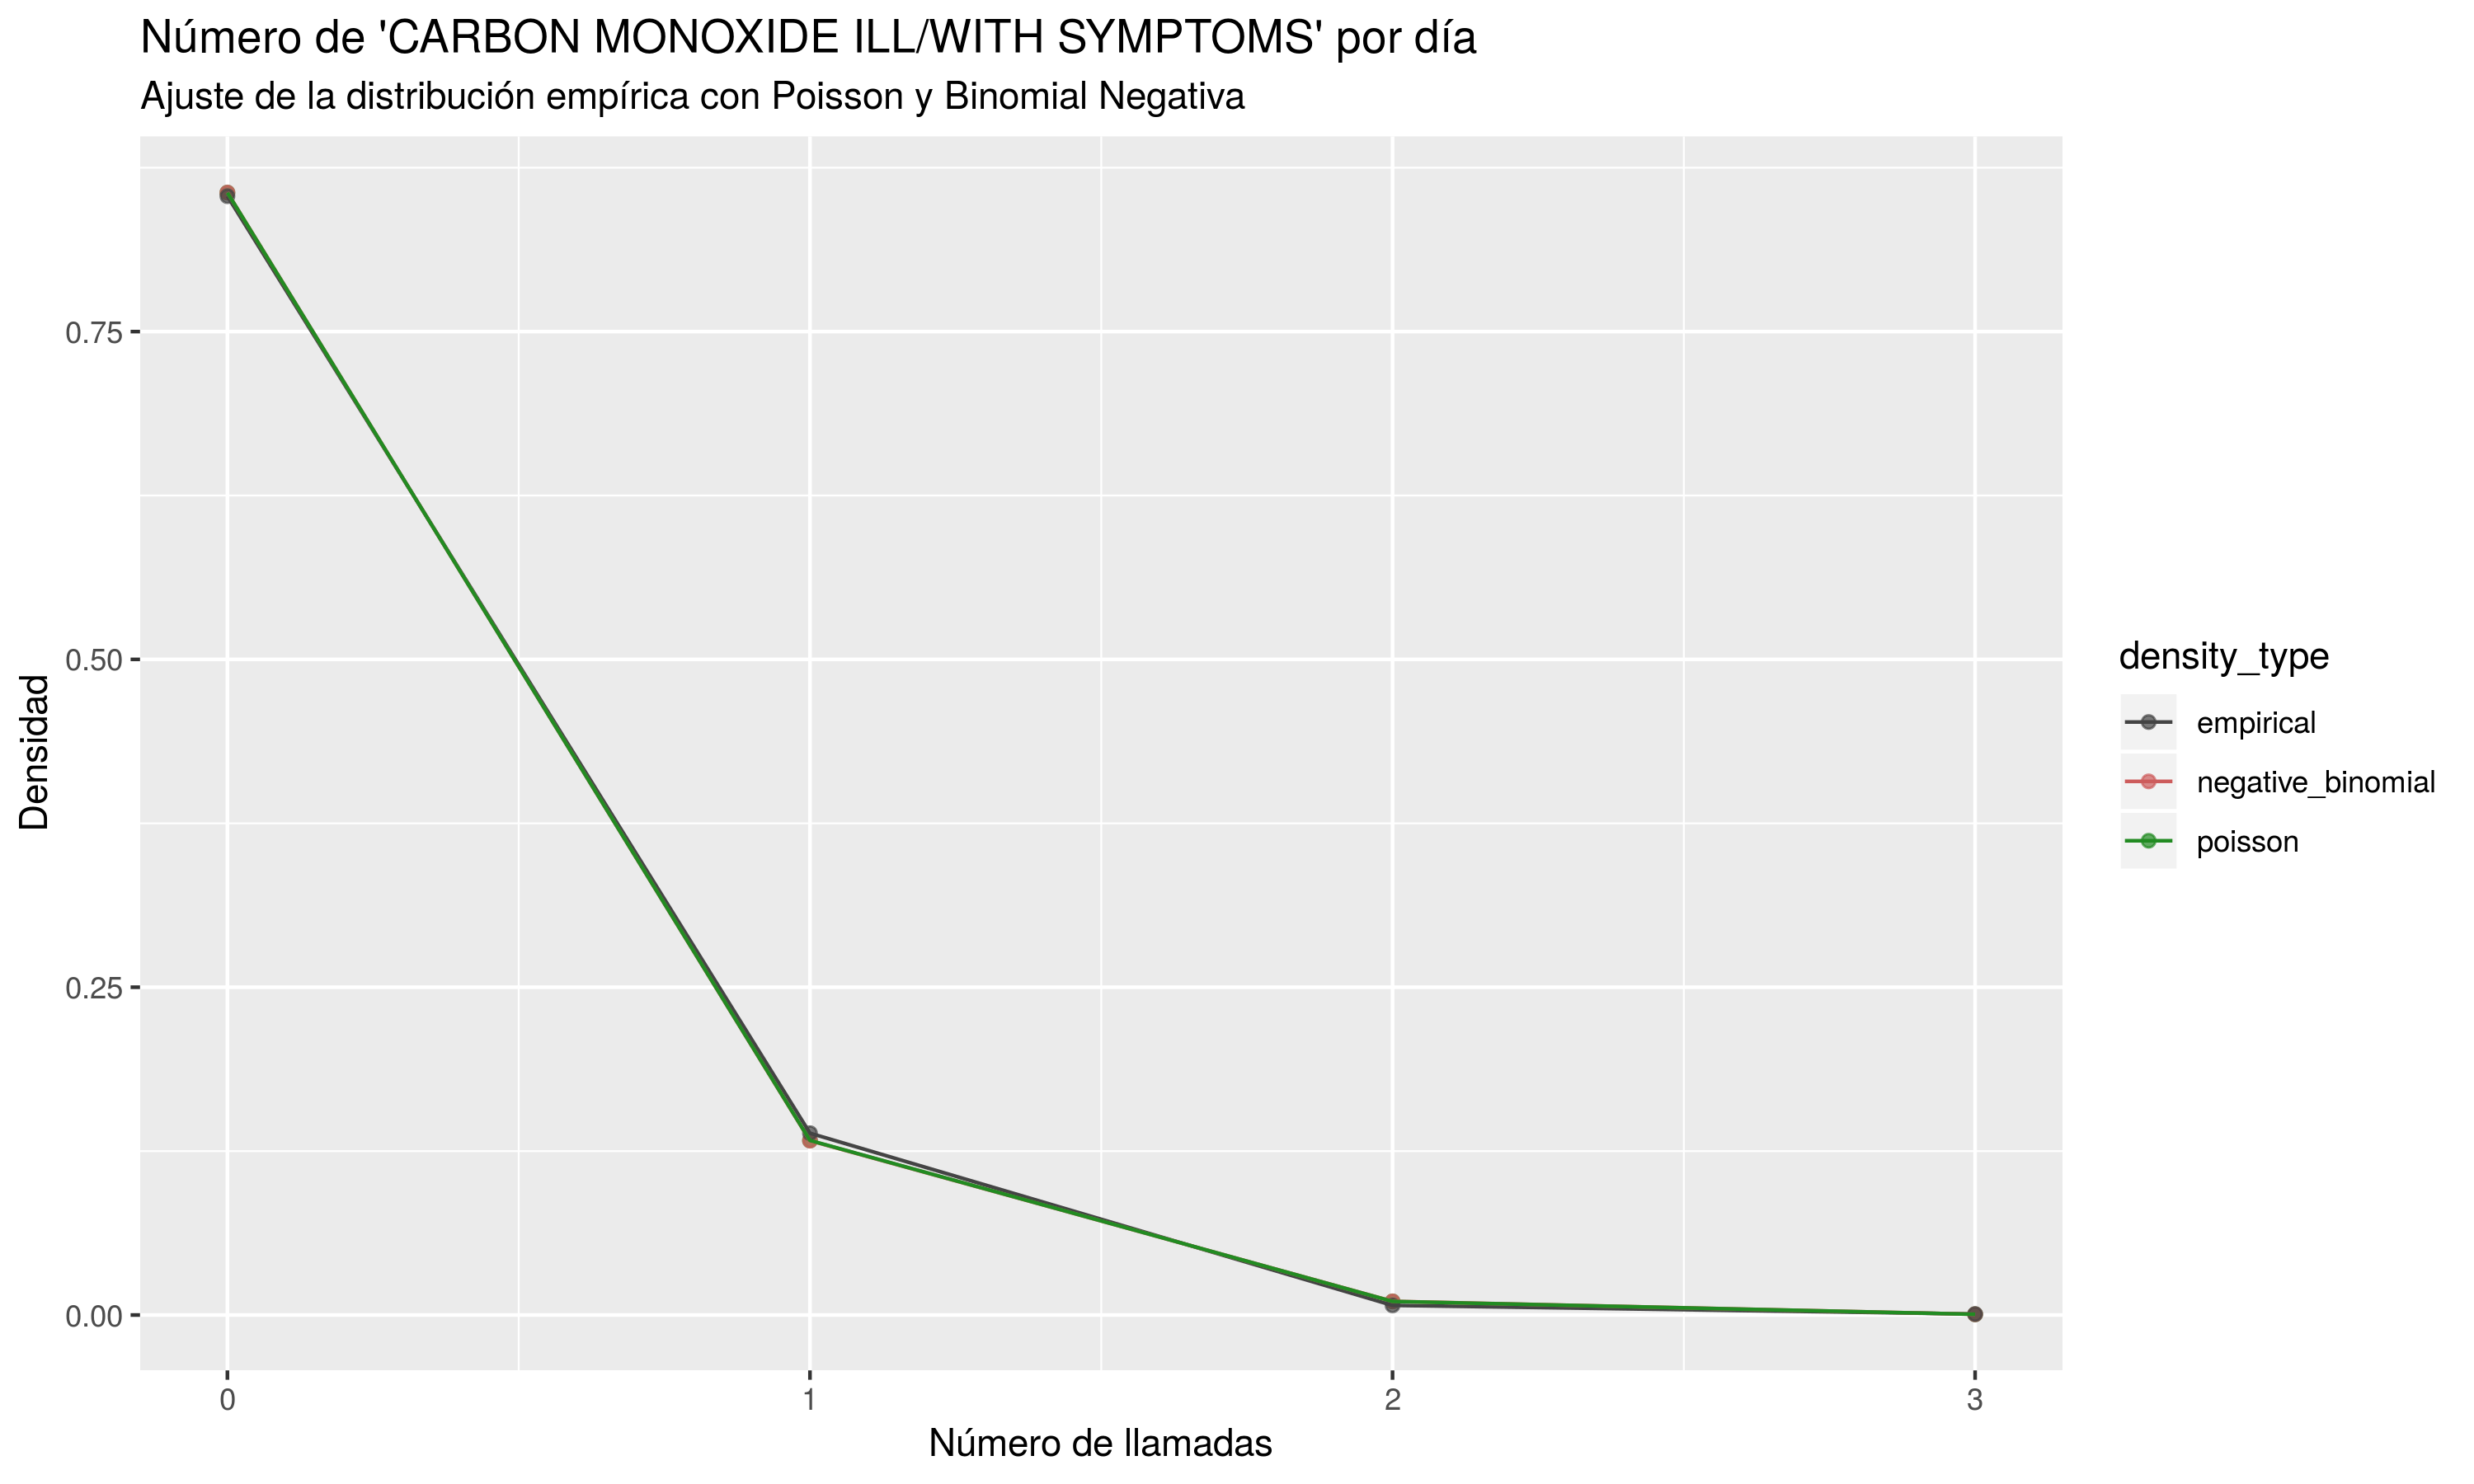 Número de 'CARBON MONOXIDE ILL/WITH SYMPTOMS' por día
Ajuste de la distribución empírica con Poisson y Binomial Negativa
Densidad
0.75
0.50
0.25
0.00
0
1
2
3
Número de llamadas
density_type
empirical
negative_binomial
poisson